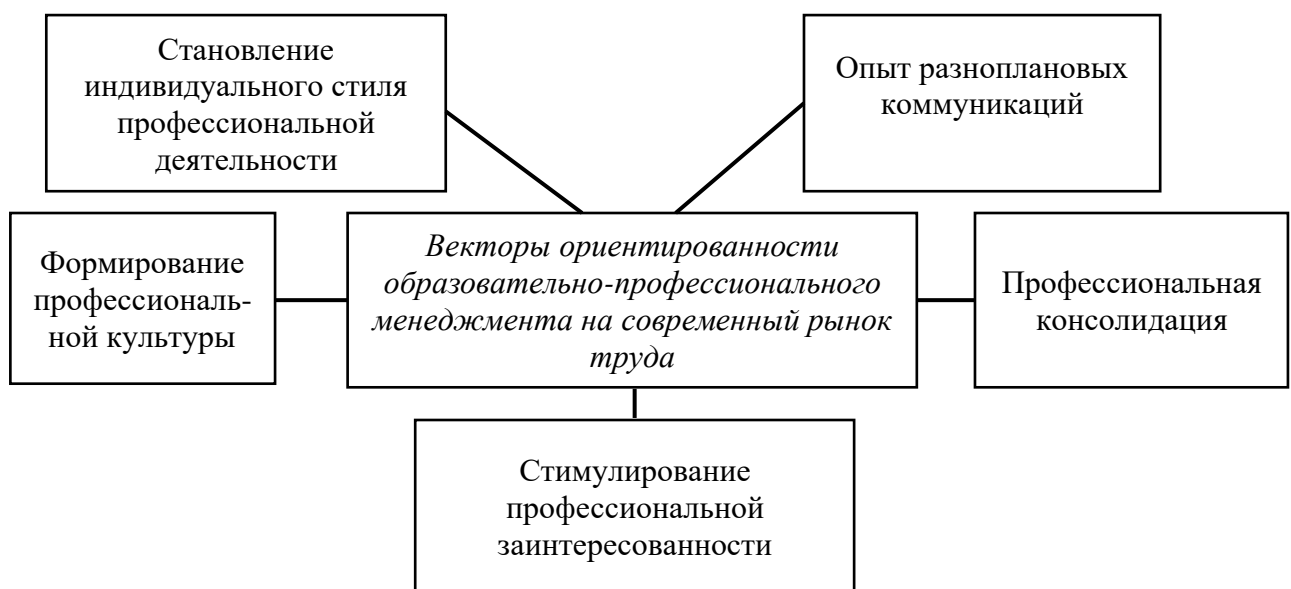 Становление
индивидуального стиля
профессиональной
деятельности
Опыт разноплановых
коммуникаций
Формирование
профессиональ-
ной культуры
Векторы ориентированности
образовательно-профессионального
менеджмента на современный рынок
труда
Профессиональная
консолидация
Стимулирование
профессиональной
заинтересованности